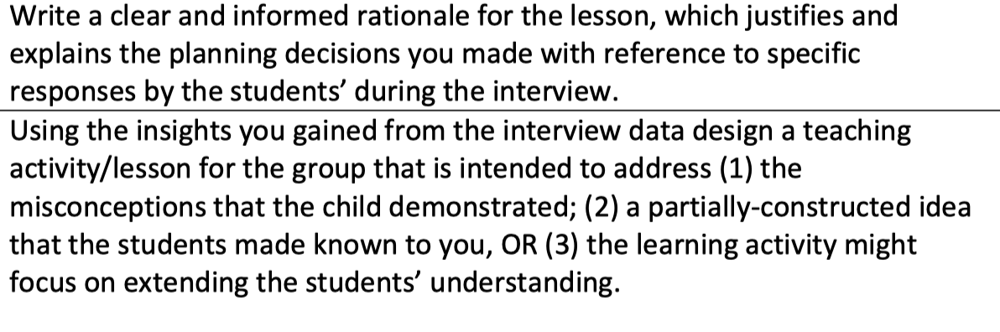 Write a clear and informed rationale for the lesson, which justifies and
explains the planning decisions you made with reference to specific
responses by the students’ during the interview.
Using the insights you gained from the interview data design a teaching
activity/lesson for the group that is intended to address (1) the
misconceptions that the child demonstrated; (2) a partially-constructed idea
that the students made known to you, OR (3) the learning activity might
focus on extending the students’ understanding.